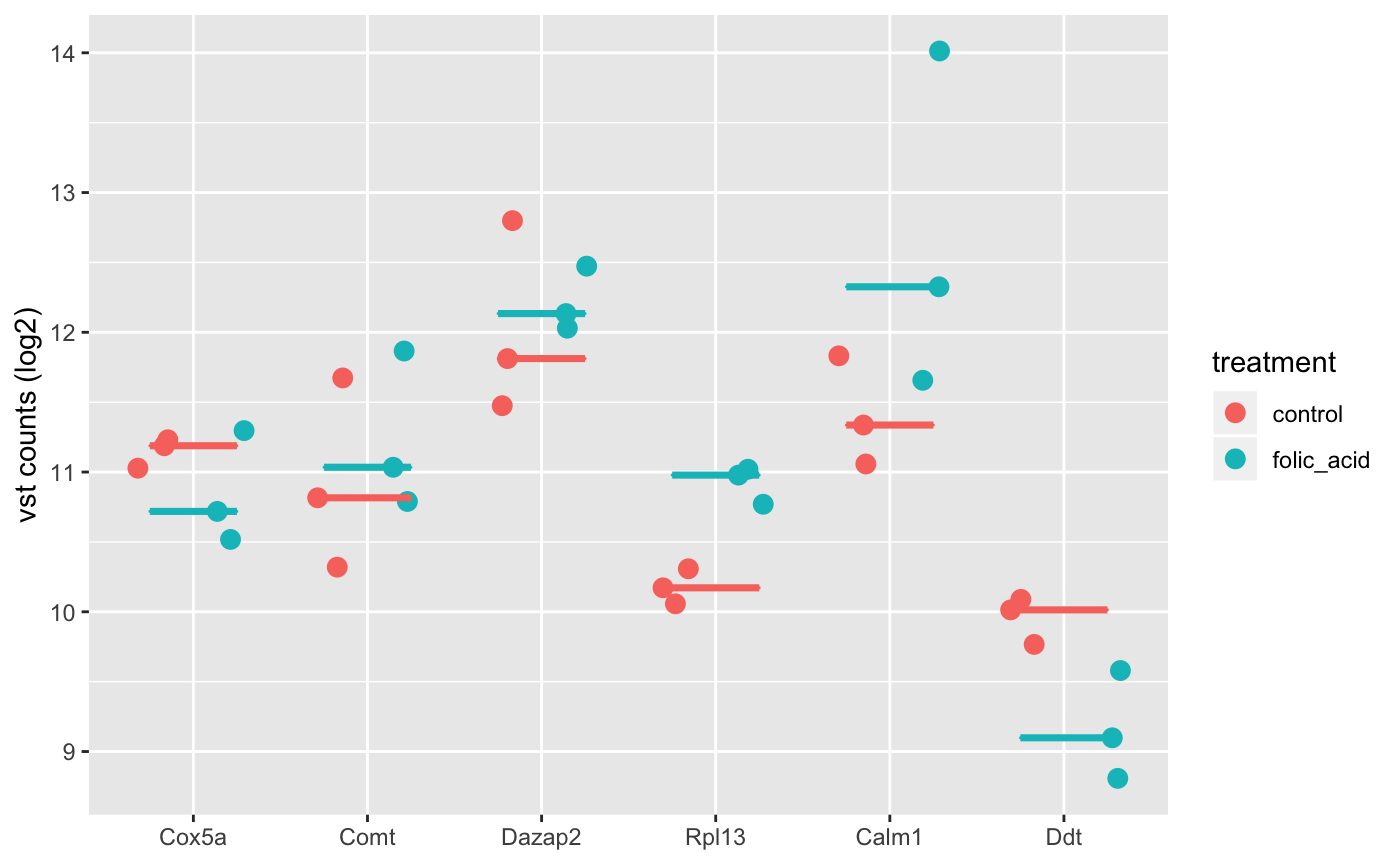 vst counts (log2)
14
13
12
11
10
9
Cox5a
Comt
Dazap2
Rpl13
Calm1
Ddt
treatment
control
folic_acid